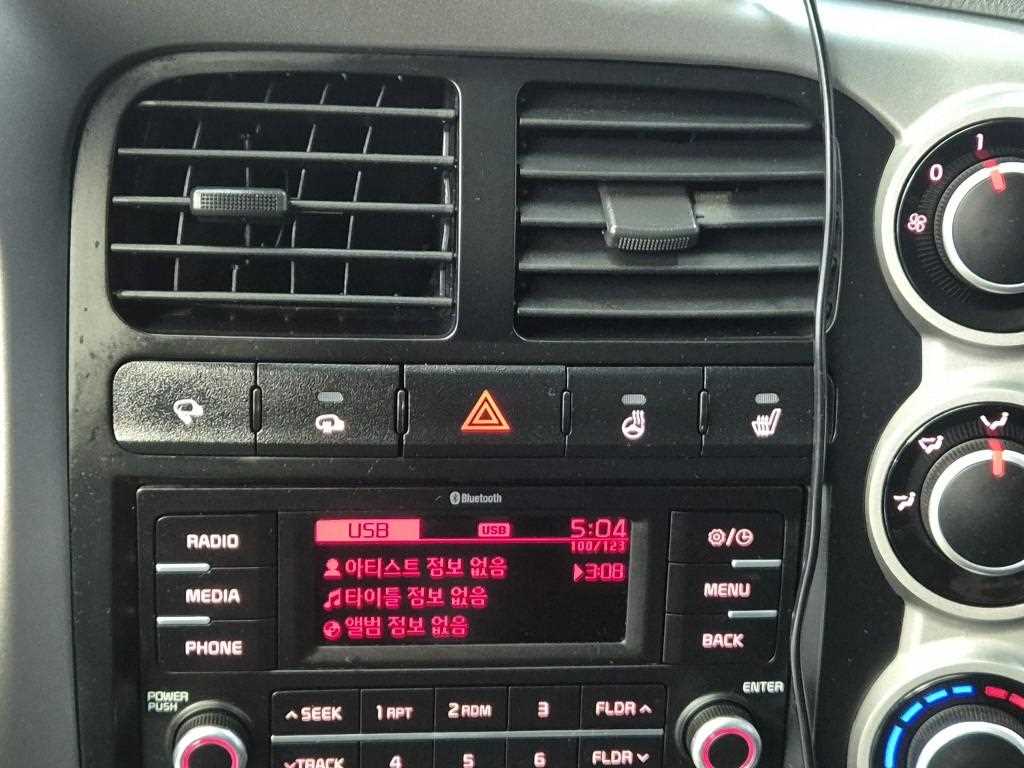 0 1
Bluetooth
RADIO
MEDIA
PHONE
USB USB 5:04
100/123
아티스트 정보 없음 3:08
타이틀 정보 없음
앨범 정보 없음
MENU
BACK
POWER
PUSH
ENTER
SEEK 1 RPT 2 RDM 3 FLDR
TRACK 4 5 6 FLDR